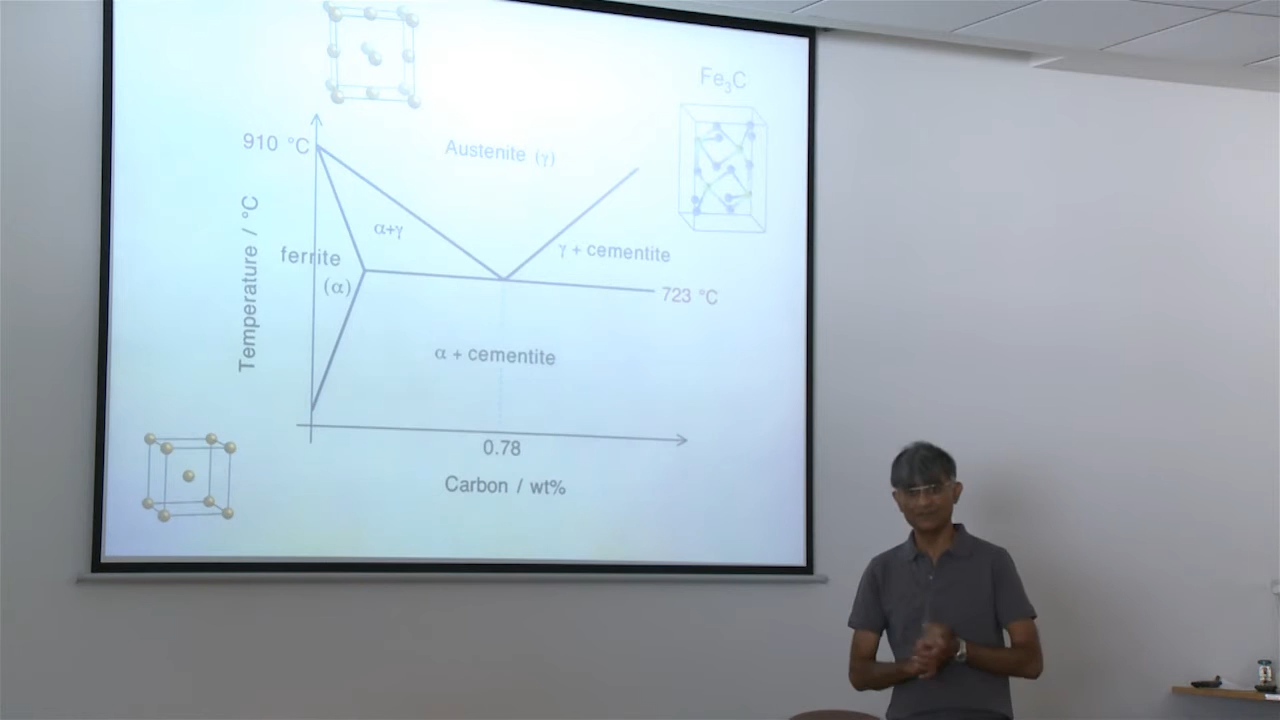 Fe₃C
910 °C
Austenite (γ)
α+γ
γ + cementite
ferrite
(α)
723 °C
Temperature / °C
α + cementite
0.78
Carbon / wt%